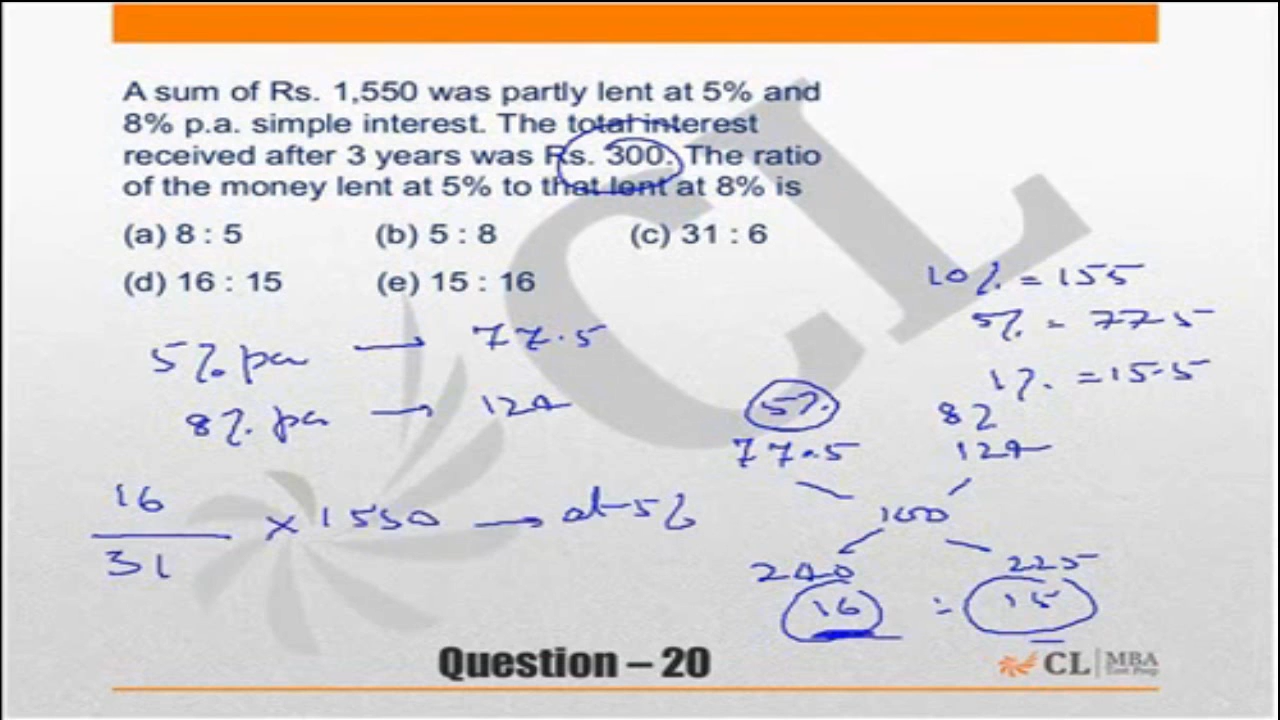 A sum of Rs. 1,550 was partly lent at 5% and
8% p.a. simple interest. The total interest
received after 3 years was Rs. 300. The ratio
of the money lent at 5% to that lent at 8% is
(a) 8 : 5 (b) 5 : 8 (c) 31 : 6
(d) 16 : 15 (e) 15 : 16
10% = 155
5% = 77.5
1% = 15.5
5% pa → 77.5
8% pa → 124
5% 8%
77.5 124
100
240 225
16 : 15
16
31
× 1550 → at 5%
Question – 20
CL MBA
Test Prep
CL